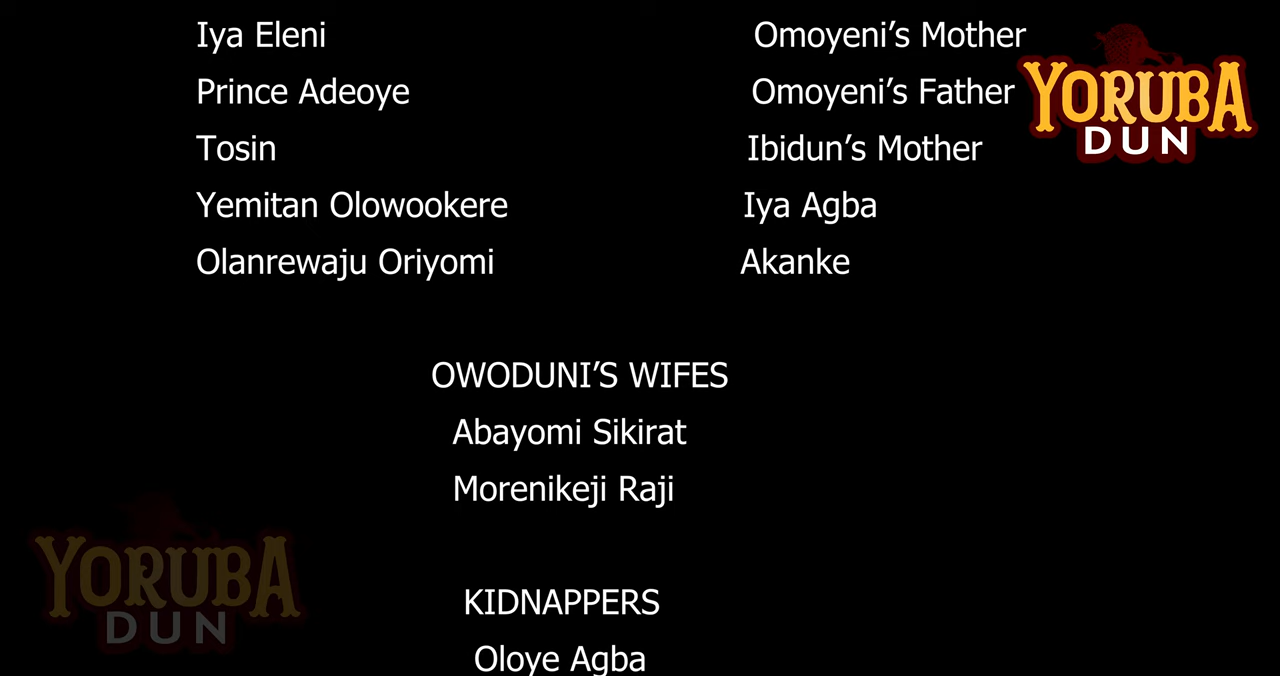 Iya Eleni Omoyeni's Mother
Prince Adeoye Omoyeni's Father
Tosin Ibidun's Mother
Yemitan Olowookere Iya Agba
Olanrewaju Oriyomi Akanke
YORUBA
DUN
OWODUNI'S WIFES
Abayomi Sikirat
Morenikeji Raji
KIDNAPPERS
Oloye Agba
YORUBA
DUN